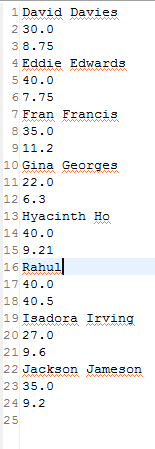 1 David Davies
2 30.0
3 8.75
4 Eddie Edwards
5 40.0
6 7.75
7 Fran Francis
8 35.0
9 11.2
10 Gina Georges
11 22.0
12 6.3
13 Hyacinth Ho
14 40.0
15 9.21
16 Rahul
17 40.0
18 40.5
19 Isadora Irving
20 27.0
21 9.6
22 Jackson Jameson
23 35.0
24 9.2
25